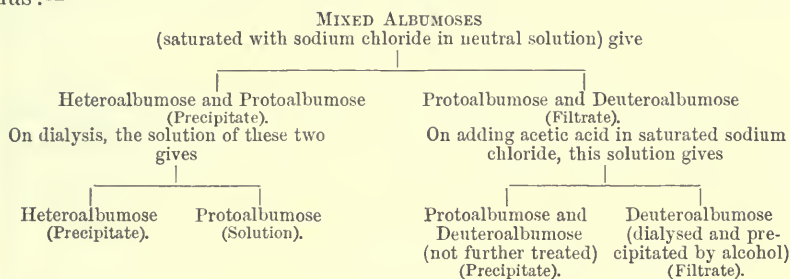 MIXED ALBUMOSES
(saturated with sodium chloride in neutral solution) give
Heteroalbumose and Protoalbumose
(Precipitate).
On dialysis, the solution of these two
gives
Protoalbumose and Deuteroalbumose
(Filtrate).
On adding acetic acid in saturated sodium
chloride, this solution gives
Heteroalbumose
(Precipitate).
Protoalbumose
(Solution).
Protoalbumose and
Deuteroalbumose
(not further treated)
(Precipitate).
Deuteroalbumose
(dialysed and pre-
cipitated by alcohol)
(Filtrate).